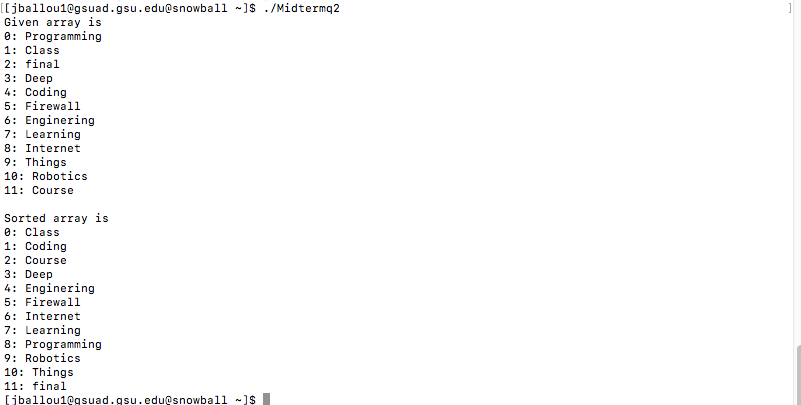 [[jballou1@gsuad.gsu.edu@snowball ~]$ ./Midtermq2 ]
Given array is
0: Programming
1: Class
2: final
3: Deep
4: Coding
5: Firewall
6: Enginering
7: Learning
8: Internet
9: Things
10: Robotics
11: Course

Sorted array is
0: Class
1: Coding
2: Course
3: Deep
4: Enginering
5: Firewall
6: Internet
7: Learning
8: Programming
9: Robotics
10: Things
11: final
[jballou1@gsuad.gsu.edu@snowball ~]$